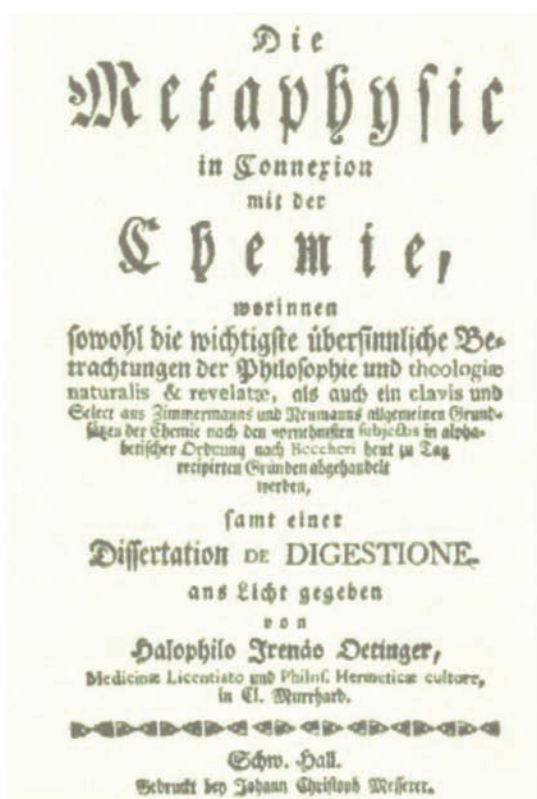 Die
Metaphysic
in Connexion
mit der
Chemie,
worinnen
sowohl die wichtigste übersinnliche Be-
trachtungen der Philosophie und theologiæ
naturalis & revelatæ, als auch ein clavis und
Select aus Zimmermanns und Neumanns allgemeinen Grund-
sätzen der Chemie nach den vornehmsten subjectis in alpha-
betischer Ordnung nach Beccheri heut zu Tag
recipirten Gründen abgehandelt
werden,
samt einer
Dissertation DE DIGESTIONE
ans Licht gegeben
von
Halophilo Irenäo Oetinger,
Medicinæ Licentiato und Philos. Hermeticæ cultore,
in Cl. Murrhard.
Schw. Hall.
Gedruckt bey Johann Christoph Messerer.